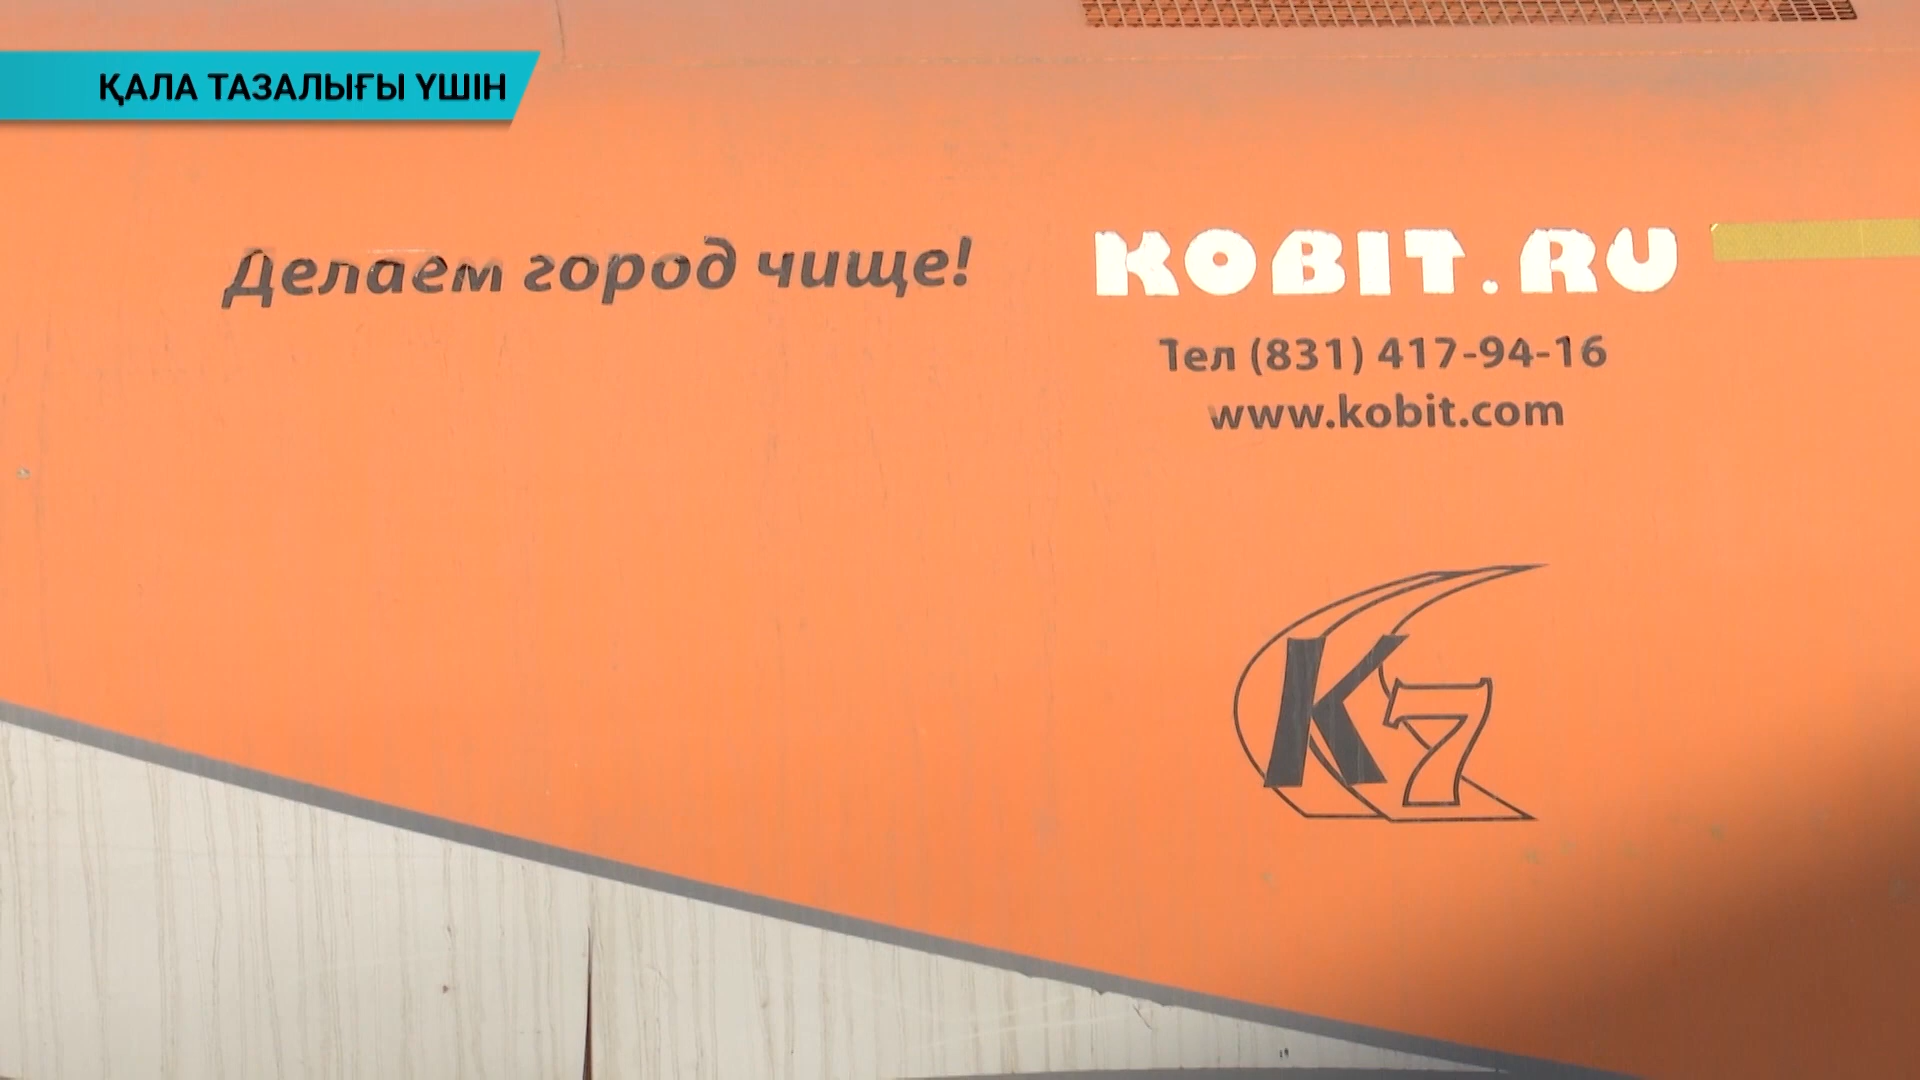 ҚАЛА ТАЗАЛЫҒЫ ҮШІН
Делаем город чище!
KOBIT.RU
Тел (831) 417-94-16
www.kobit.com
K7